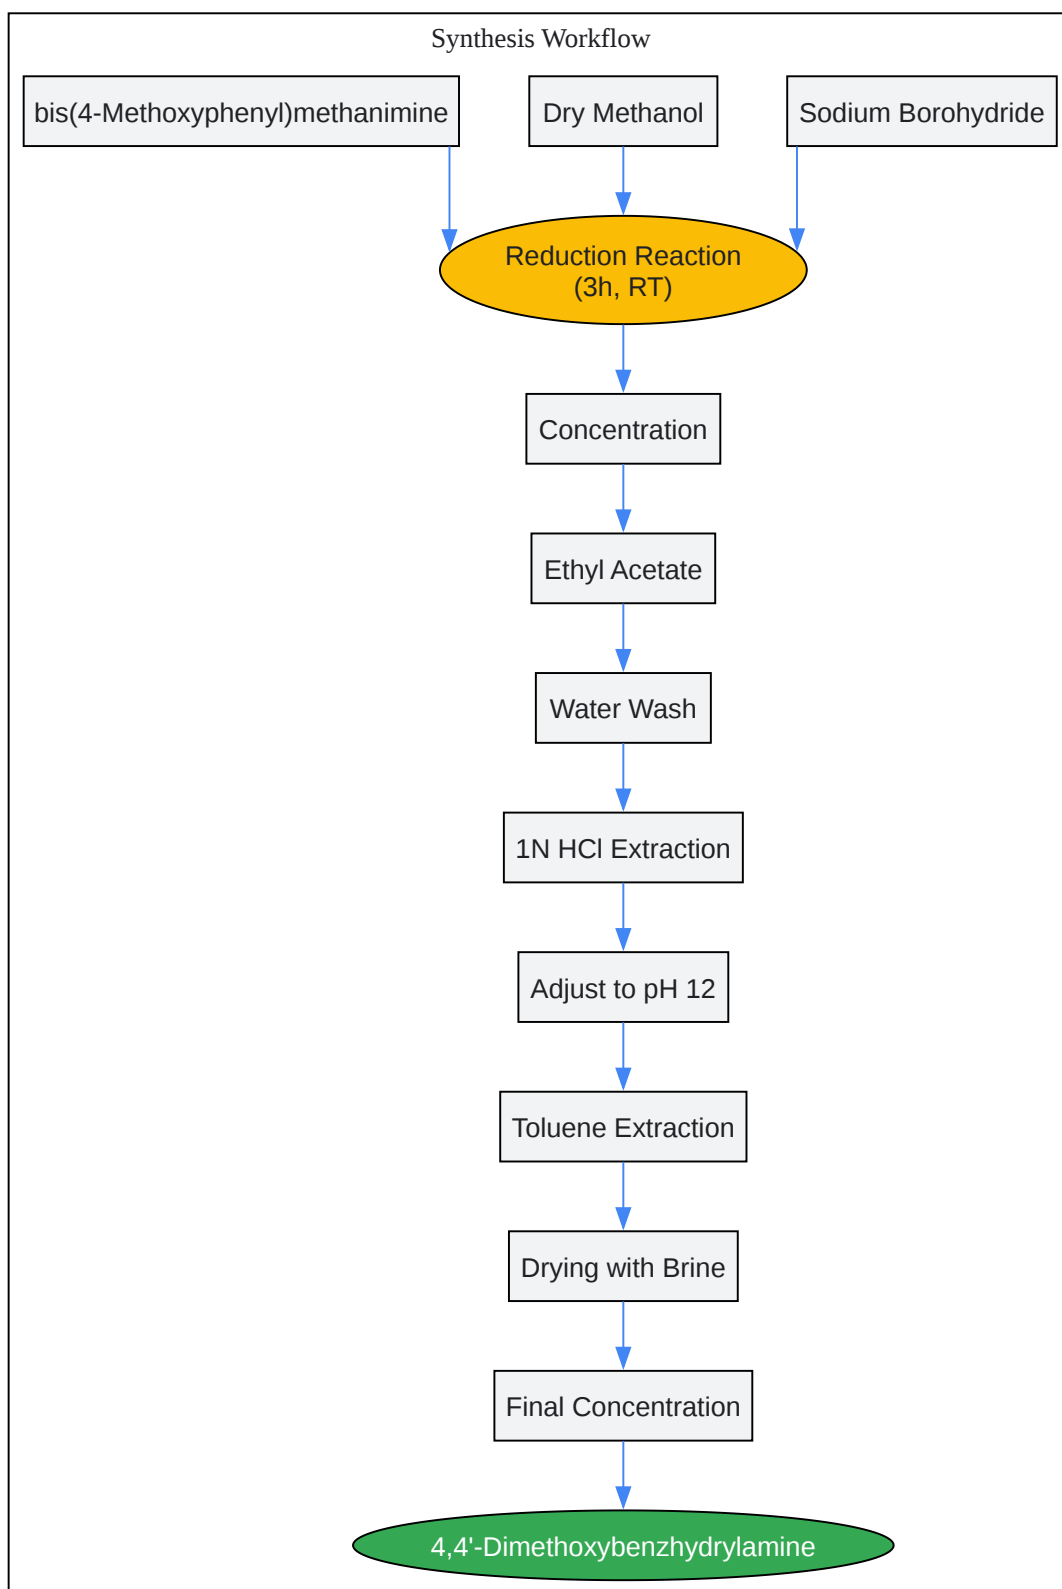 Synthesis Workflow
bis(4-Methoxyphenyl)methanimine
Dry Methanol
Sodium Borohydride
Reduction Reaction
(3h, RT)
Concentration
Ethyl Acetate
Water Wash
1N HCl Extraction
Adjust to pH 12
Toluene Extraction
Drying with Brine
Final Concentration
4,4'-Dimethoxybenzhydrylamine